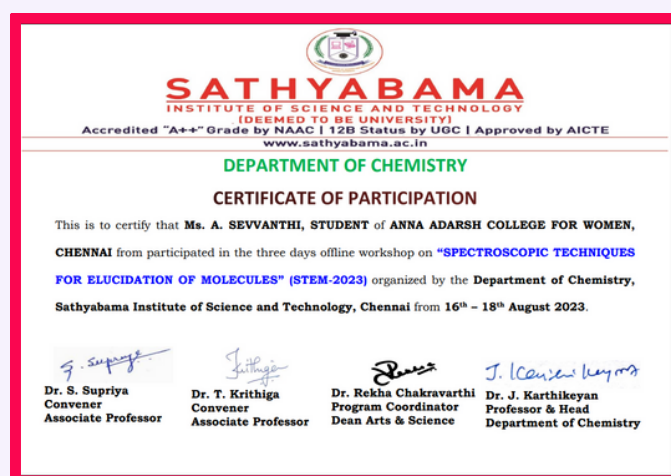 SATHYABAMA
INSTITUTE OF SCIENCE AND TECHNOLOGY
(DEEMED TO BE UNIVERSITY)
Accredited "A++" Grade by NAAC | 12B Status by UGC | Approved by AICTE
www.sathyabama.ac.in
DEPARTMENT OF CHEMISTRY
CERTIFICATE OF PARTICIPATION
This is to certify that Ms. A. SEVVANTHI, STUDENT of ANNA ADARSH COLLEGE FOR WOMEN,
CHENNAI from participated in the three days offline workshop on "SPECTROSCOPIC TECHNIQUES
FOR ELUCIDATION OF MOLECULES" (STEM-2023) organized by the Department of Chemistry,
Sathyabama Institute of Science and Technology, Chennai from 16th – 18th August 2023.
Dr. S. Supriya
Convener
Associate Professor
Dr. T. Krithiga
Convener
Associate Professor
Dr. Rekha Chakravarthi
Program Coordinator
Dean Arts & Science
Dr. J. Karthikeyan
Professor & Head
Department of Chemistry